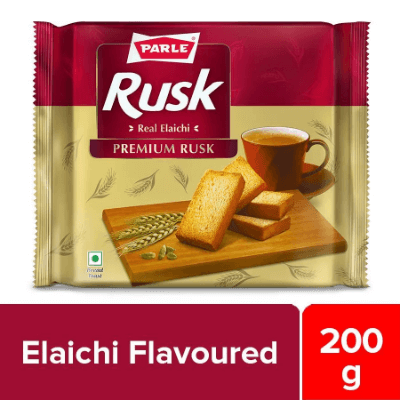 PARLE
Rusk
Real Elaichi
PREMIUM RUSK
Elaichi Flavoured
200
g